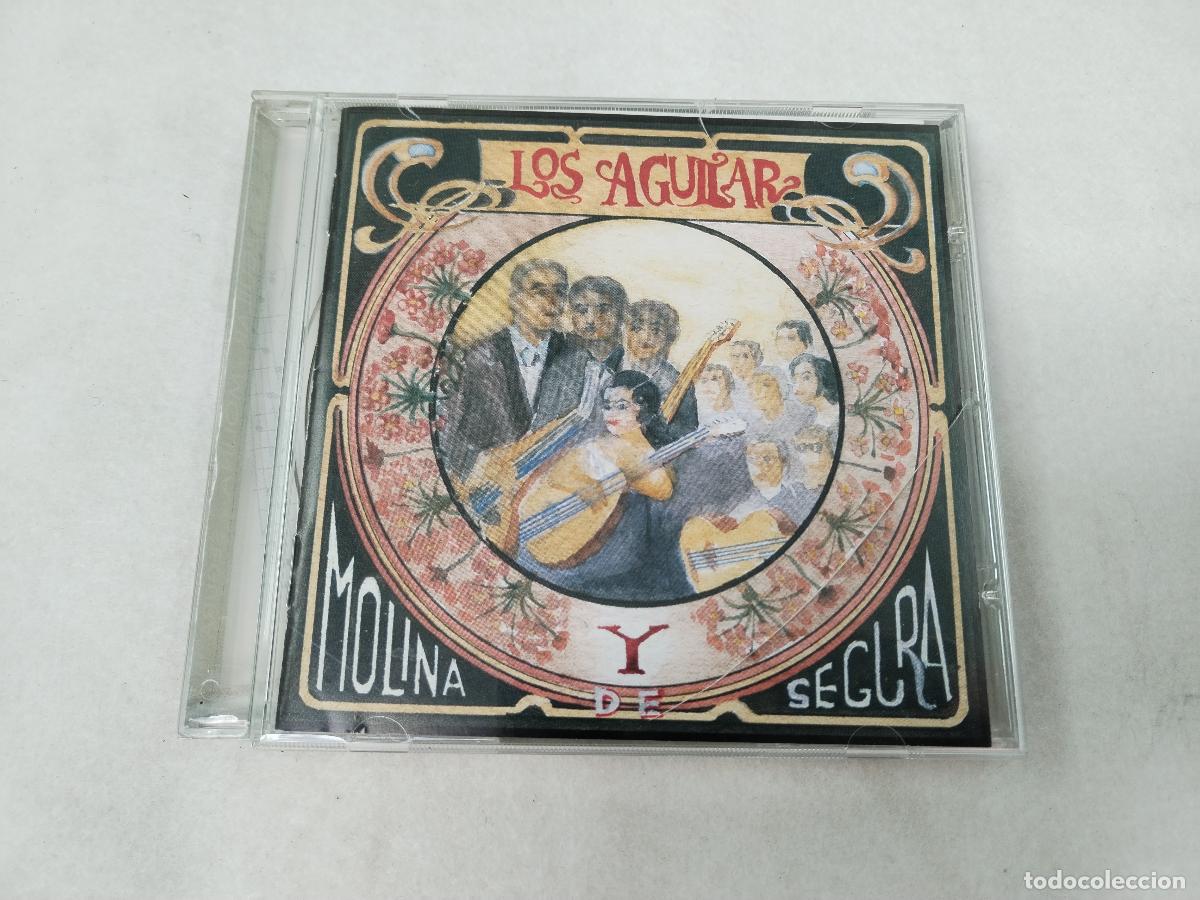 LOS AGUILAR
Y
MOLINA DE SEGURA
todocoleccion